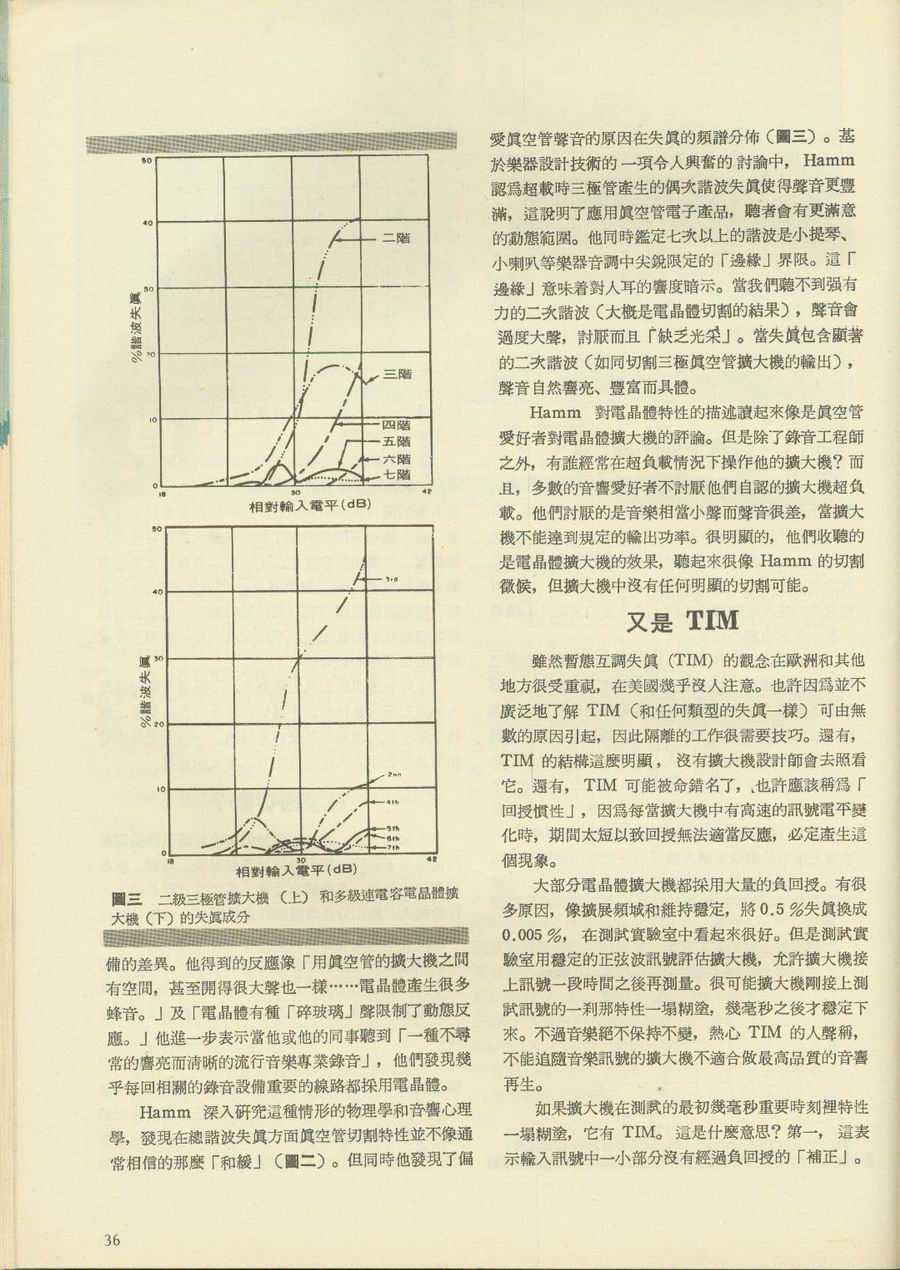 50
40
30
20
10
0
18
30
42
%諧波失眞
二階
三階
四階
五階
六階
七階
相對輸入電平(dB)
50
40
30
20
10
0
18
30
42
%諧波失眞
3rd
2nn
4th
5th
6th
7th
相對輸入電平(dB)
圖三 二級三極管擴大機（上） 和多級連電容電晶體擴
大機（下）的失眞成分
備的差異。他得到的反應像「用眞空管的擴大機之間
有空間，甚至開得很大聲也一樣……電晶體產生很多
蜂音。」及「電晶體有種「碎玻璃」聲限制了動態反
應。」他進一步表示當他或他的同事聽到「一種不尋
常的響亮而清晰的流行音樂專業錄音」，他們發現幾
乎每回相關的錄音設備重要的線路都採用電晶體。
Hamm 深入硏究這種情形的物理學和音響心理
學，發現在總諧波失眞方面眞空管切割特性並不像通
常相信的那麼「和緩」（圖二）。但同時他發現了偏
愛眞空管聲音的原因在失眞的頻譜分佈（圖三）。基
於樂器設計技術的一項令人興奮的討論中， Hamm
認爲超載時三極管產生的偶次諧波失眞使得聲音更豐
滿，這說明了應用眞空管電子產品，聽者會有更滿意
的動態範圍。他同時鑑定七次以上的諧波是小提琴、
小喇叭等樂器音調中尖銳限定的「邊緣」界限。這「
邊緣」意味着對人耳的響度暗示。當我們聽不到强有
力的二次諧波（大槪是電晶體切割的結果），聲音會
過度大聲，討厭而且「缺乏光采」。當失眞包含顯著
的二次諧波（如同切割三極眞空管擴大機的輸出），
聲音自然響亮、豐富而具體。
Hamm 對電晶體特性的描述讀起來像是眞空管
愛好者對電晶體擴大機的評論。但是除了錄音工程師
之外，有誰經常在超負載情況下操作他的擴大機？而
且，多數的音響愛好者不討厭他們自認的擴大機超負
載。他們討厭的是音樂相當小聲而聲音很差，當擴大
機不能達到規定的輸出功率。很明顯的，他們收聽的
是電晶體擴大機的效果，聽起來很像 Hamm 的切割
徵候，但擴大機中沒有任何明顯的切割可能。
又是 TIM
雖然暫態互調失眞（TIM）的觀念在歐洲和其他
地方很受重視，在美國幾乎沒人注意。也許因爲並不
廣泛地了解 TIM（和任何類型的失眞一樣）可由無
數的原因引起，因此隔離的工作很需要技巧。還有，
TIM 的結構這麼明顯，沒有擴大機設計師會去照看
它。還有， TIM 可能被命錯名了，也許應該稱爲「
回授慣性」，因爲每當擴大機中有高速的訊號電平變
化時，期間太短以致回授無法適當反應，必定產生這
個現象。
大部分電晶體擴大機都採用大量的負回授。有很
多原因，像擴展頻域和維持穩定，將 0.5 %失眞換成
0.005 %， 在測試實驗室中看起來很好。但是測試實
驗室用穩定的正弦波訊號評估擴大機，允許擴大機接
上訊號一段時間之後再測量。很可能擴大機剛接上測
試訊號的一刹那特性一塌糊塗，幾毫秒之後才穩定下
來。不過音樂絕不保持不變，熱心 TIM 的人聲稱，
不能追隨音樂訊號的擴大機不適合做最高品質的音響
再生。
如果擴大機在測試的最初幾毫秒重要時刻裡特性
一塌糊塗，它有 TIM。這是什麼意思？第一，這表
示輸入訊號中一小部分沒有經過負回授的「補正」。
36